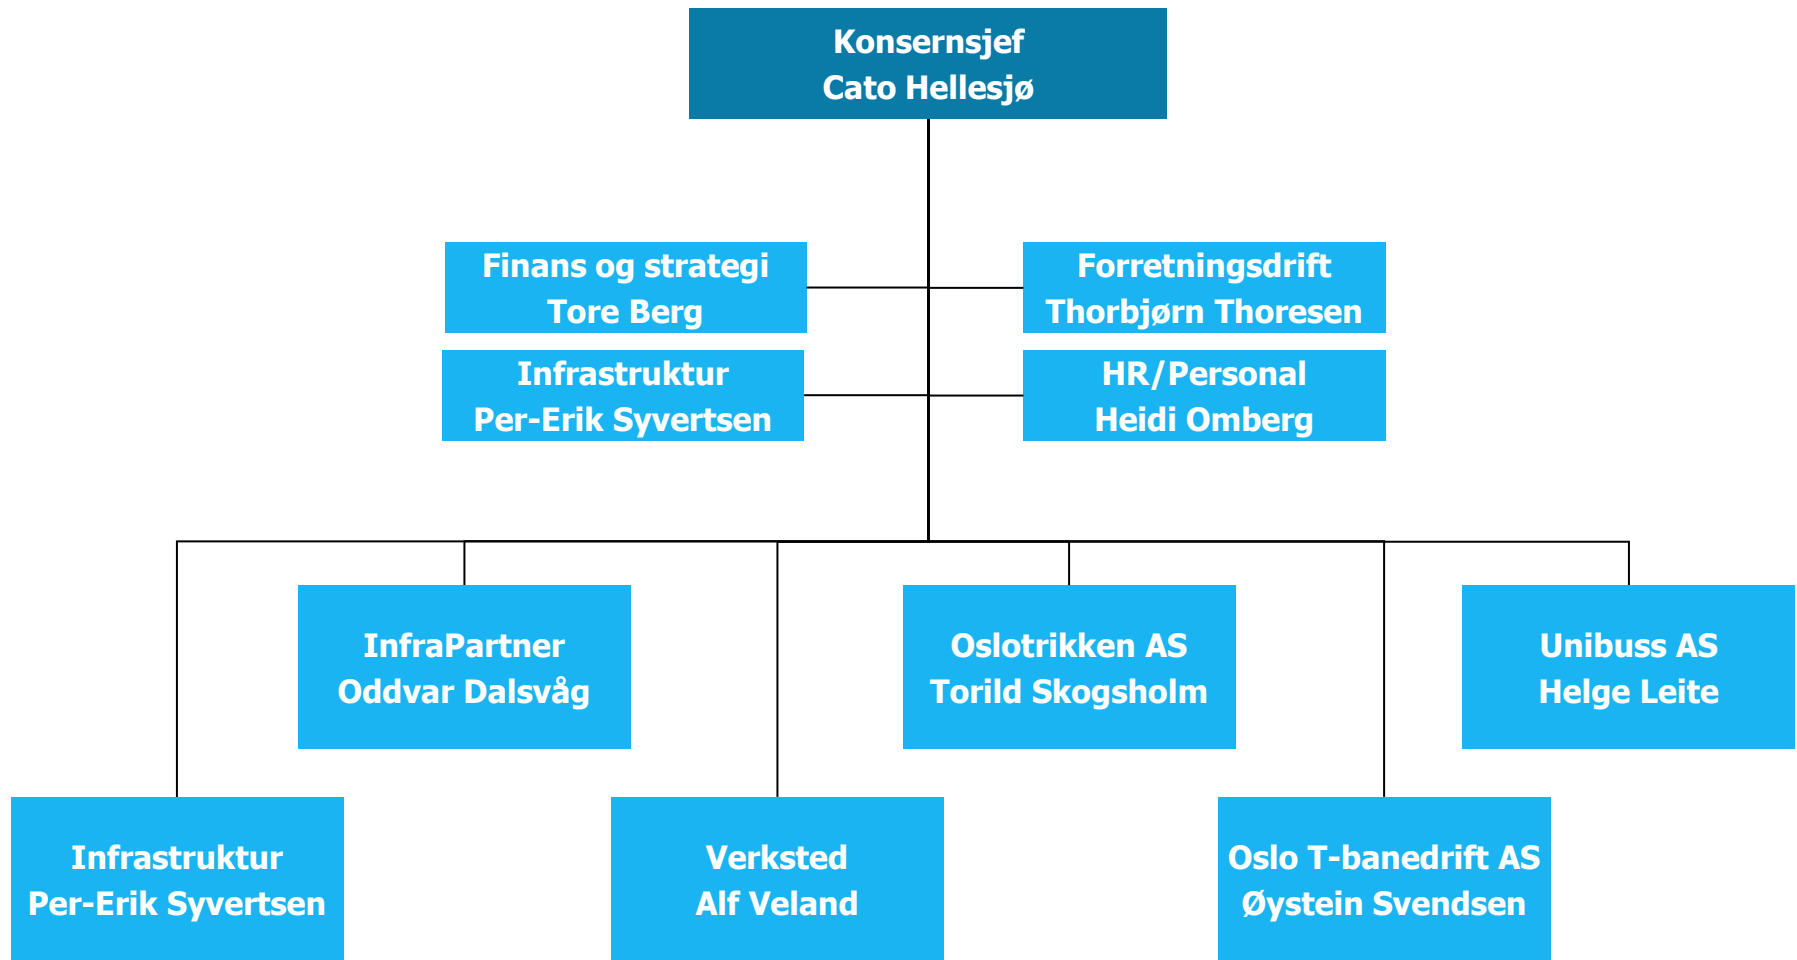 Konsernsjef
Cato Hellesjø
Finans og strategi
Tore Berg
Forretningsdrift
Thorbjørn Thoresen
Infrastruktur
Per-Erik Syvertsen
HR/Personal
Heidi Omberg
InfraPartner
Oddvar Dalsvåg
Oslotrikken AS
Torild Skogsholm
Unibuss AS
Helge Leite
Infrastruktur
Per-Erik Syvertsen
Verksted
Alf Veland
Oslo T-banedrift AS
Øystein Svendsen